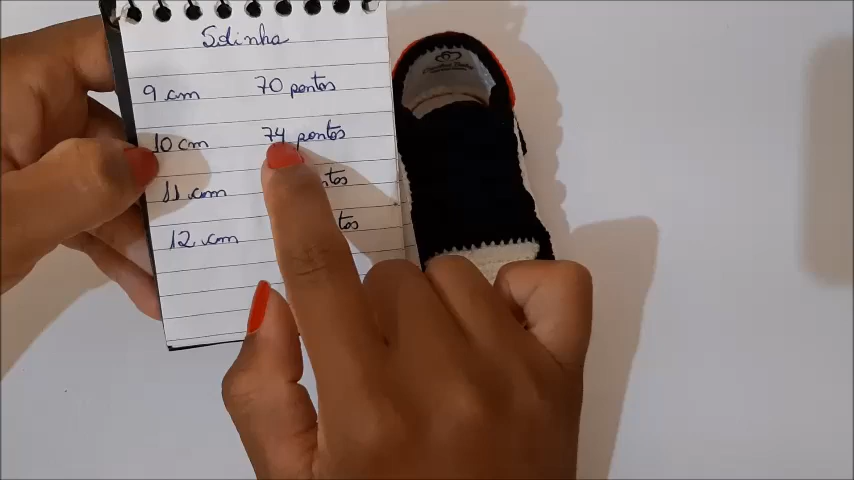 Solinha
9 cm 70 pontos
10 cm 74 pontos
11 cm
12 cm